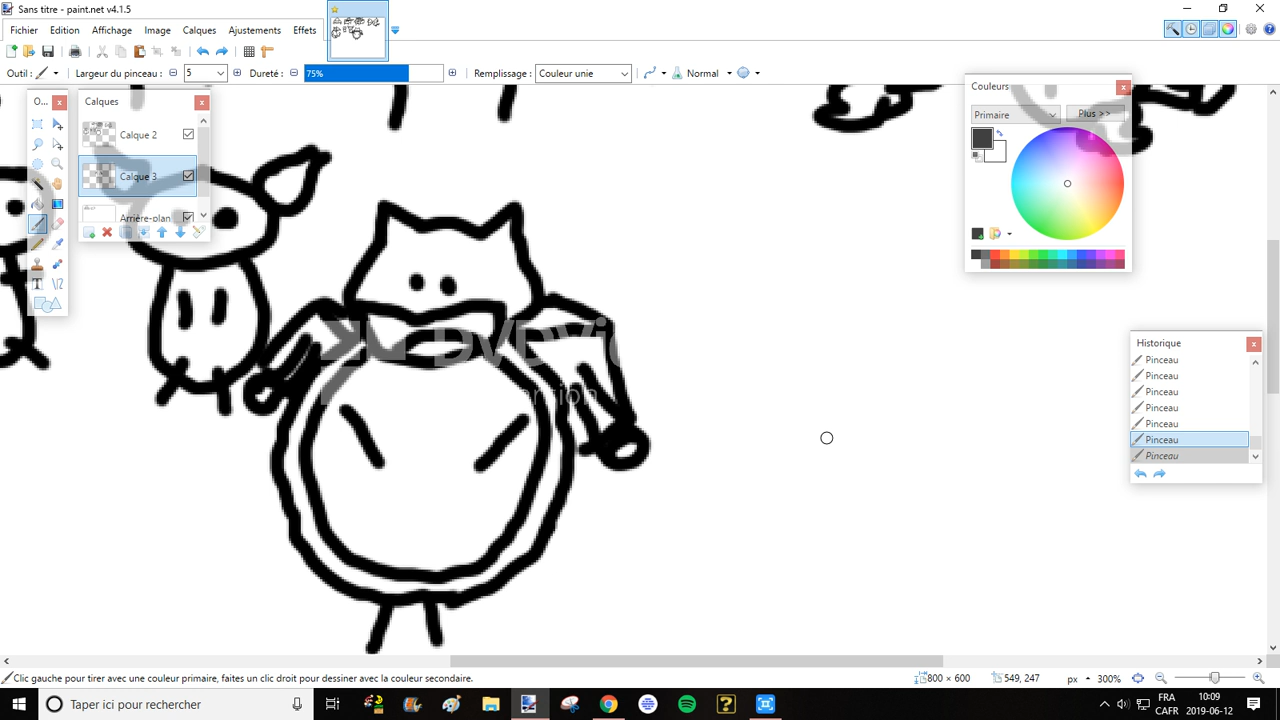 Sans titre - paint.net v4.1.5
Fichier Edition Affichage Image Calques Ajustements Effets
Outil : Largeur du pinceau : 5 Dureté : 75% Remplissage : Couleur unie Normal
O... Calques
Calque 2
Calque 3
Arrière-plan
Couleurs
Primaire Plus >>
Historique
Pinceau
Pinceau
Pinceau
Pinceau
Pinceau
Pinceau
Pinceau
Clic gauche pour tirer avec une couleur primaire, faites un clic droit pour dessiner avec la couleur secondaire. 800 × 600 549, 247 px 300%
Taper ici pour rechercher
FRA 10:09
CAFR 2019-06-12